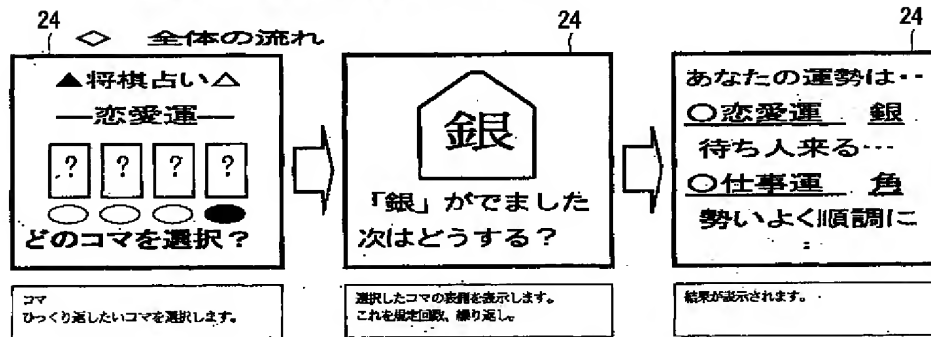 24
◇ 全体の流れ
▲将棋占い△
―恋愛運―
? ? ? ?
どのコマを選択?
コマ
ひっくり返したいコマを選択します。
24
銀
「銀」がでました
次はどうする?
選択したコマの表側を表示します。
これを規定回数、繰り返し。
24
あなたの運勢は‥
○恋愛運 銀
待ち人来る…
○仕事運 角
勢いよく順調に
:
結果が表示されます。